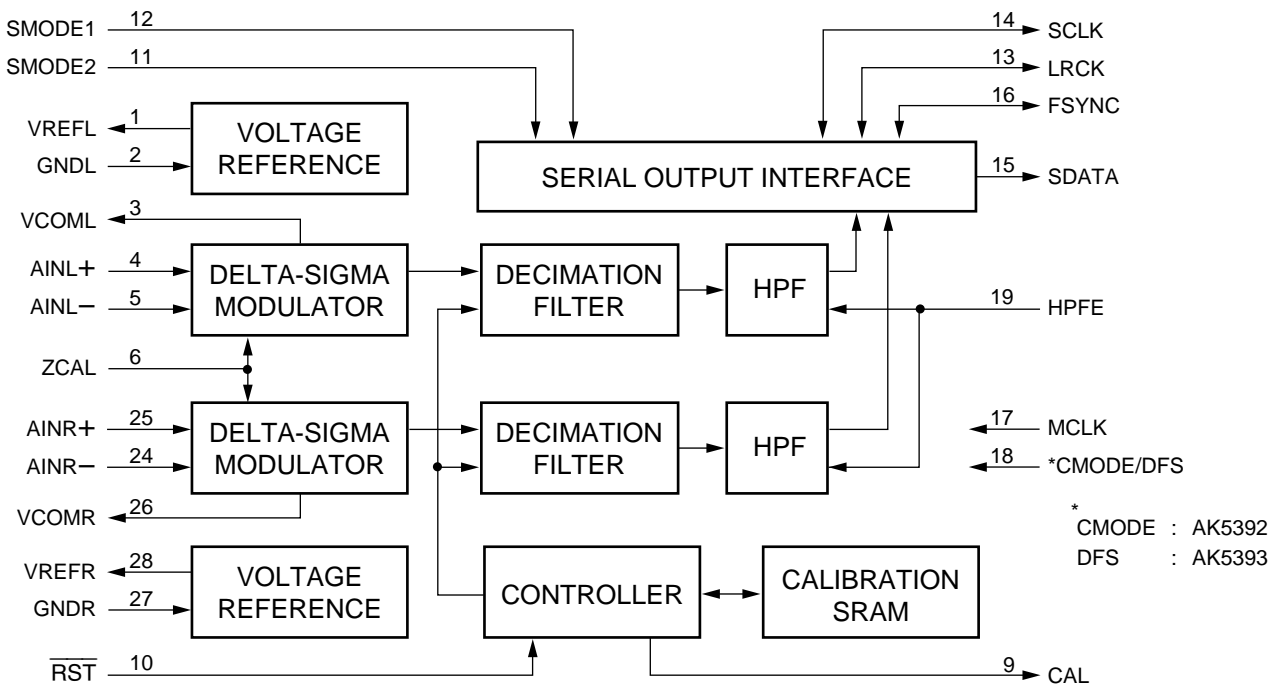 SMODE1 12
SMODE2 11
VREFL 1
GNDL 2
VOLTAGE
REFERENCE
14 SCLK
13 LRCK
16 FSYNC
SERIAL OUTPUT INTERFACE
15 SDATA
VCOML 3
AINL+ 4
AINL− 5
DELTA-SIGMA
MODULATOR
DECIMATION
FILTER
HPF
19 HPFE
ZCAL 6
AINR+ 25
AINR− 24
DELTA-SIGMA
MODULATOR
DECIMATION
FILTER
HPF
17 MCLK
18 *CMODE/DFS
VCOMR 26
*
CMODE : AK5392
DFS : AK5393
VREFR 28
GNDR 27
VOLTAGE
REFERENCE
CONTROLLER
CALIBRATION
SRAM
R̅S̅T̅ 10
9 CAL